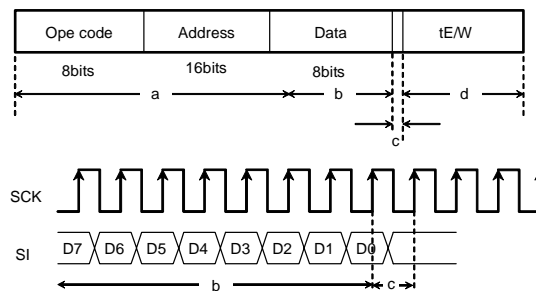 Ope code Address Data tE/W
8bits 16bits 8bits
a b d
c
SCK
SI D7 D6 D5 D4 D3 D2 D1 D0
b c